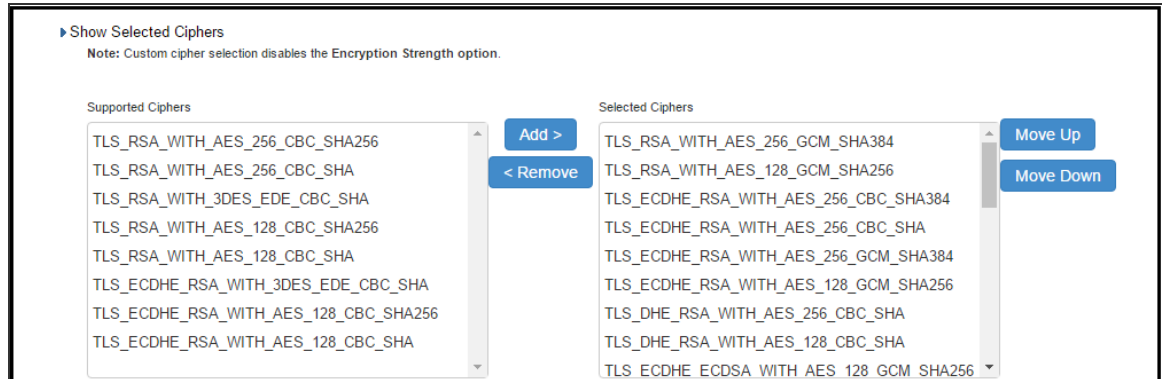 Show Selected Ciphers
Note: Custom cipher selection disables the Encryption Strength option.
Supported Ciphers
TLS_RSA_WITH_AES_256_CBC_SHA256
TLS_RSA_WITH_AES_256_CBC_SHA
TLS_RSA_WITH_3DES_EDE_CBC_SHA
TLS_RSA_WITH_AES_128_CBC_SHA256
TLS_RSA_WITH_AES_128_CBC_SHA
TLS_ECDHE_RSA_WITH_3DES_EDE_CBC_SHA
TLS_ECDHE_RSA_WITH_AES_128_CBC_SHA256
TLS_ECDHE_RSA_WITH_AES_128_CBC_SHA
Add >
< Remove
Selected Ciphers
TLS_RSA_WITH_AES_256_GCM_SHA384
TLS_RSA_WITH_AES_128_GCM_SHA256
TLS_ECDHE_RSA_WITH_AES_256_CBC_SHA384
TLS_ECDHE_RSA_WITH_AES_256_CBC_SHA
TLS_ECDHE_RSA_WITH_AES_256_GCM_SHA384
TLS_ECDHE_RSA_WITH_AES_128_GCM_SHA256
TLS_DHE_RSA_WITH_AES_256_CBC_SHA
TLS_DHE_RSA_WITH_AES_128_CBC_SHA
TLS_ECDHE_ECDSA_WITH_AES_128_GCM_SHA256
Move Up
Move Down